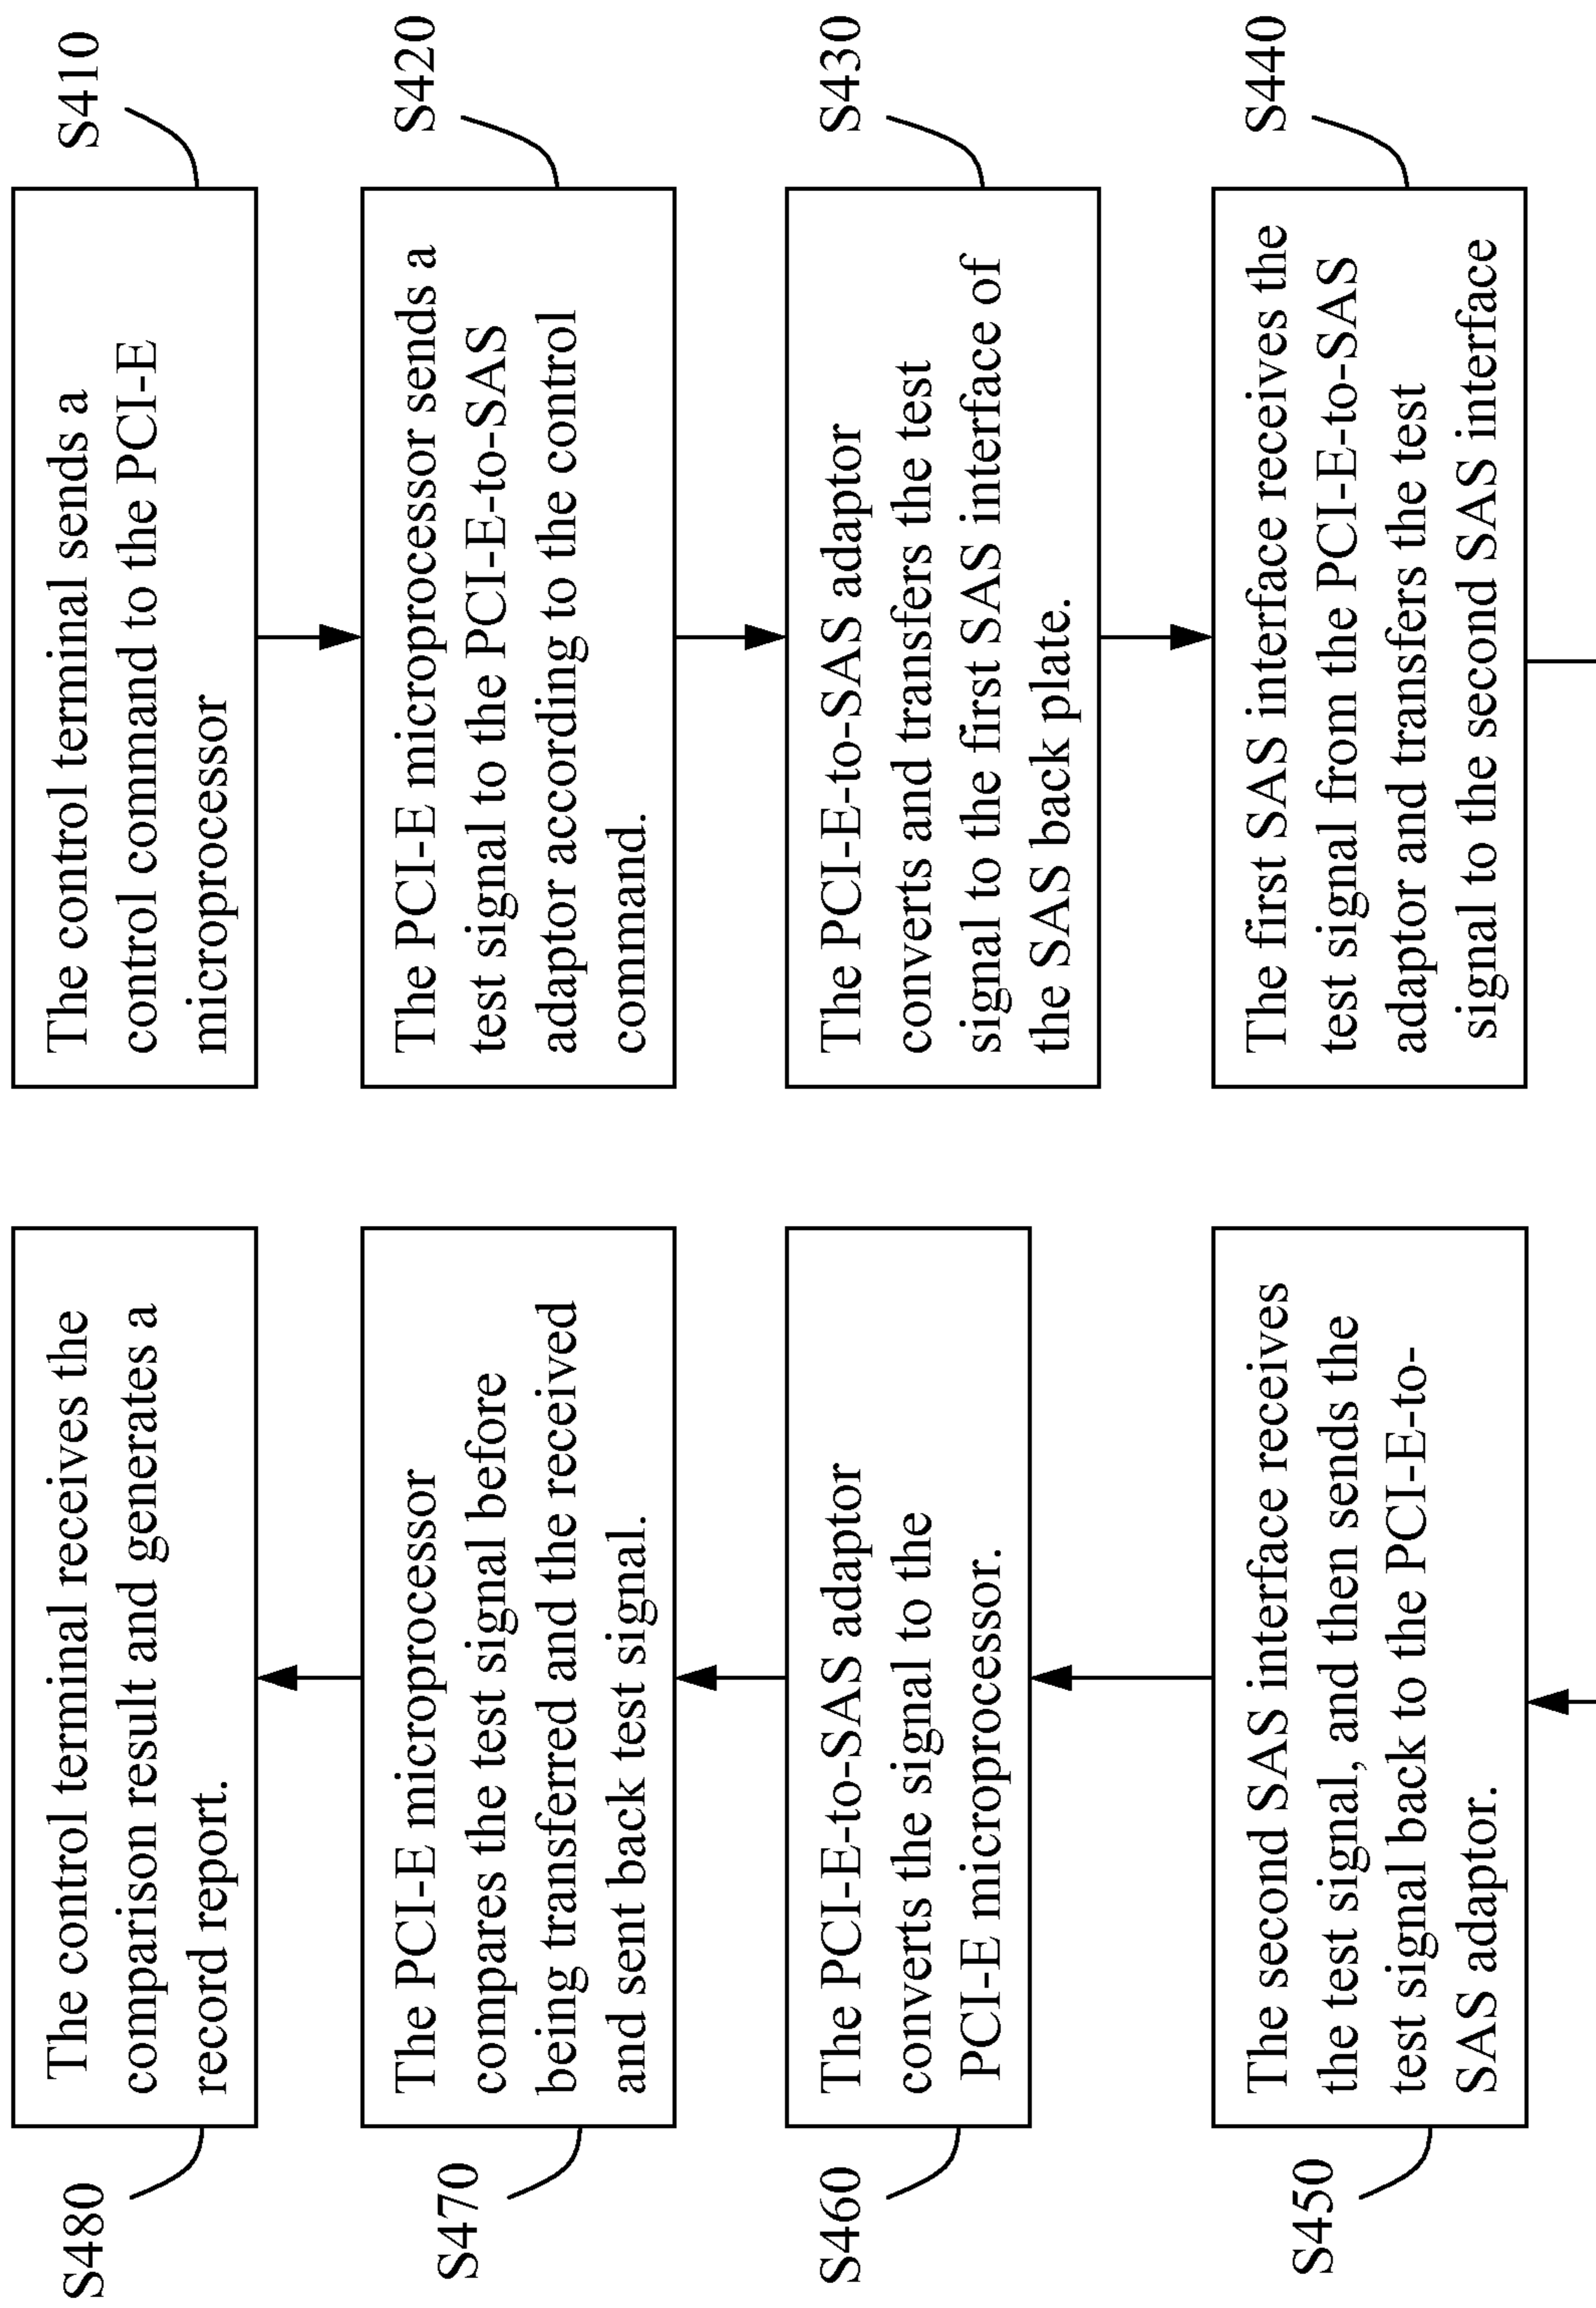 S410
The control terminal sends a
control command to the PCI-E
microprocessor
S420
The PCI-E microprocessor sends a
test signal to the PCI-E-to-SAS
adaptor according to the control
command.
S430
The PCI-E-to-SAS adaptor
converts and transfers the test
signal to the first SAS interface of
the SAS back plate.
S440
The first SAS interface receives the
test signal from the PCI-E-to-SAS
adaptor and transfers the test
signal to the second SAS interface
S450
The second SAS interface receives
the test signal, and then sends the
test signal back to the PCI-E-to-
SAS adaptor.
S460
The PCI-E-to-SAS adaptor
converts the signal to the
PCI-E microprocessor.
S470
The PCI-E microprocessor
compares the test signal before
being transferred and the received
and sent back test signal.
S480
The control terminal receives the
comparison result and generates a
record report.